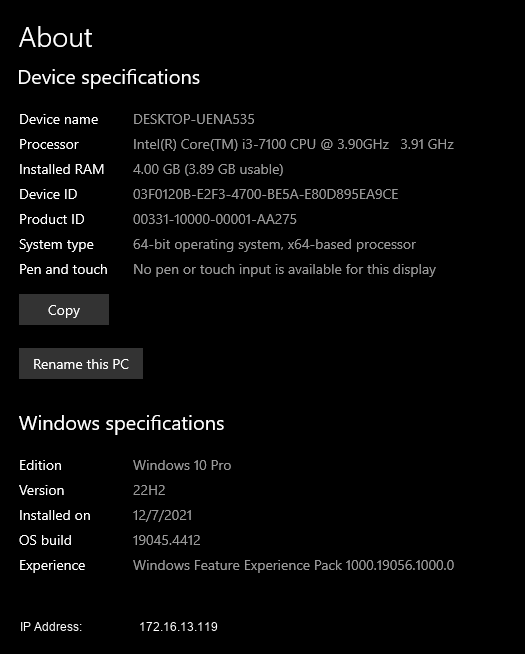 About
Device specifications
Device name DESKTOP-UENA535
Processor Intel(R) Core(TM) i3-7100 CPU @ 3.90GHz 3.91 GHz
Installed RAM 4.00 GB (3.89 GB usable)
Device ID 03F0120B-E2F3-4700-BE5A-E80D895EA9CE
Product ID 00331-10000-00001-AA275
System type 64-bit operating system, x64-based processor
Pen and touch No pen or touch input is available for this display
Copy
Rename this PC
Windows specifications
Edition Windows 10 Pro
Version 22H2
Installed on 12/7/2021
OS build 19045.4412
Experience Windows Feature Experience Pack 1000.19056.1000.0
IP Address: 172.16.13.119